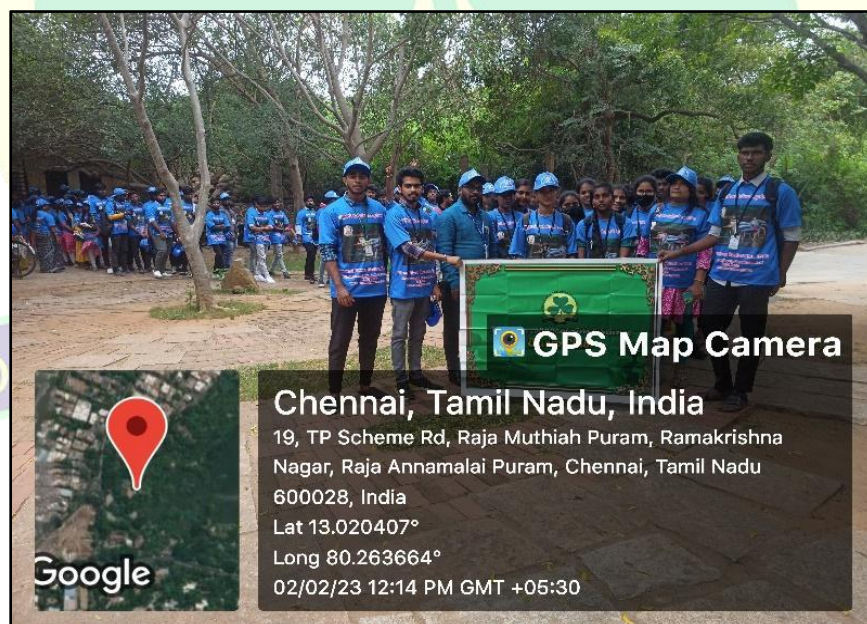 GPS Map Camera
Chennai, Tamil Nadu, India
19, TP Scheme Rd, Raja Muthiah Puram, Ramakrishna
Nagar, Raja Annamalai Puram, Chennai, Tamil Nadu
600028, India
Lat 13.020407°
Long 80.263664°
02/02/23 12:14 PM GMT +05:30
Google